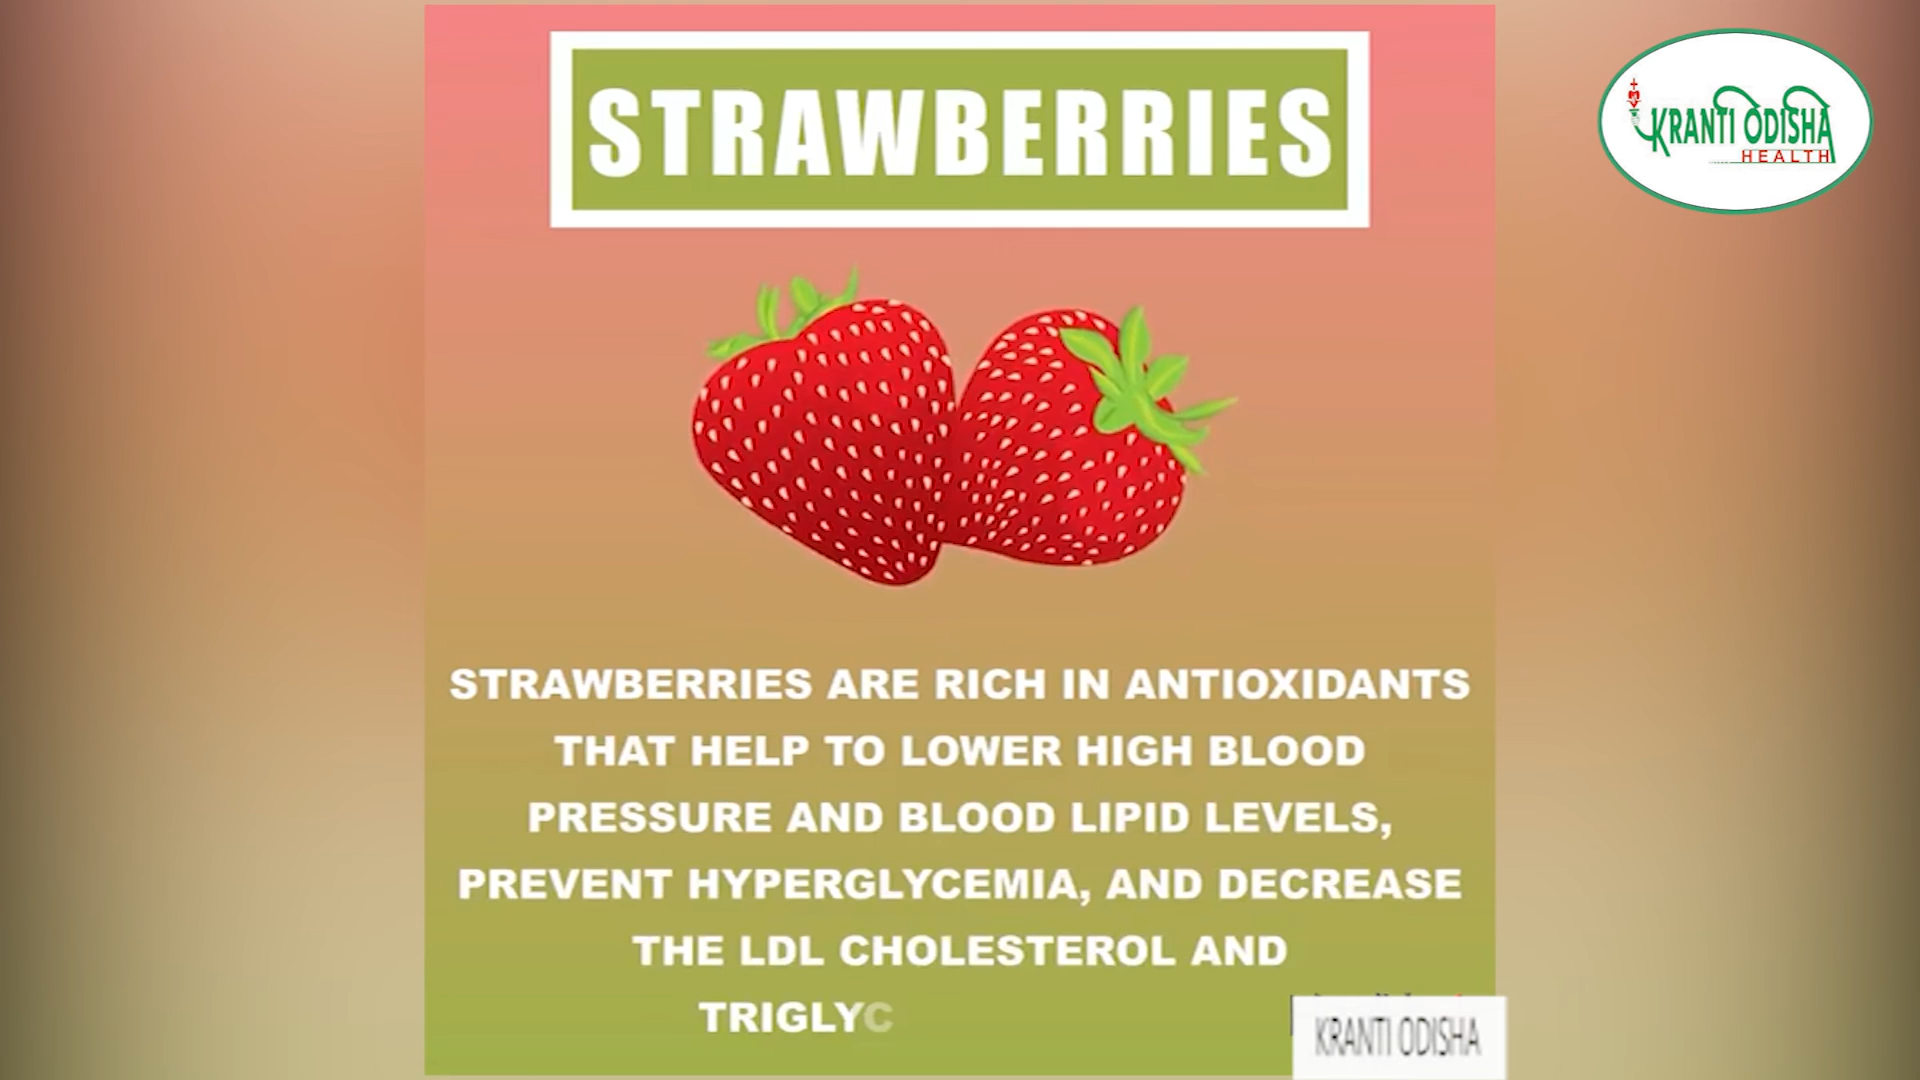 STRAWBERRIES
KRANTI ODISHA
HEALTH
STRAWBERRIES ARE RICH IN ANTIOXIDANTS
THAT HELP TO LOWER HIGH BLOOD
PRESSURE AND BLOOD LIPID LEVELS,
PREVENT HYPERGLYCEMIA, AND DECREASE
THE LDL CHOLESTEROL AND
TRIGLYC
KRANTI ODISHA